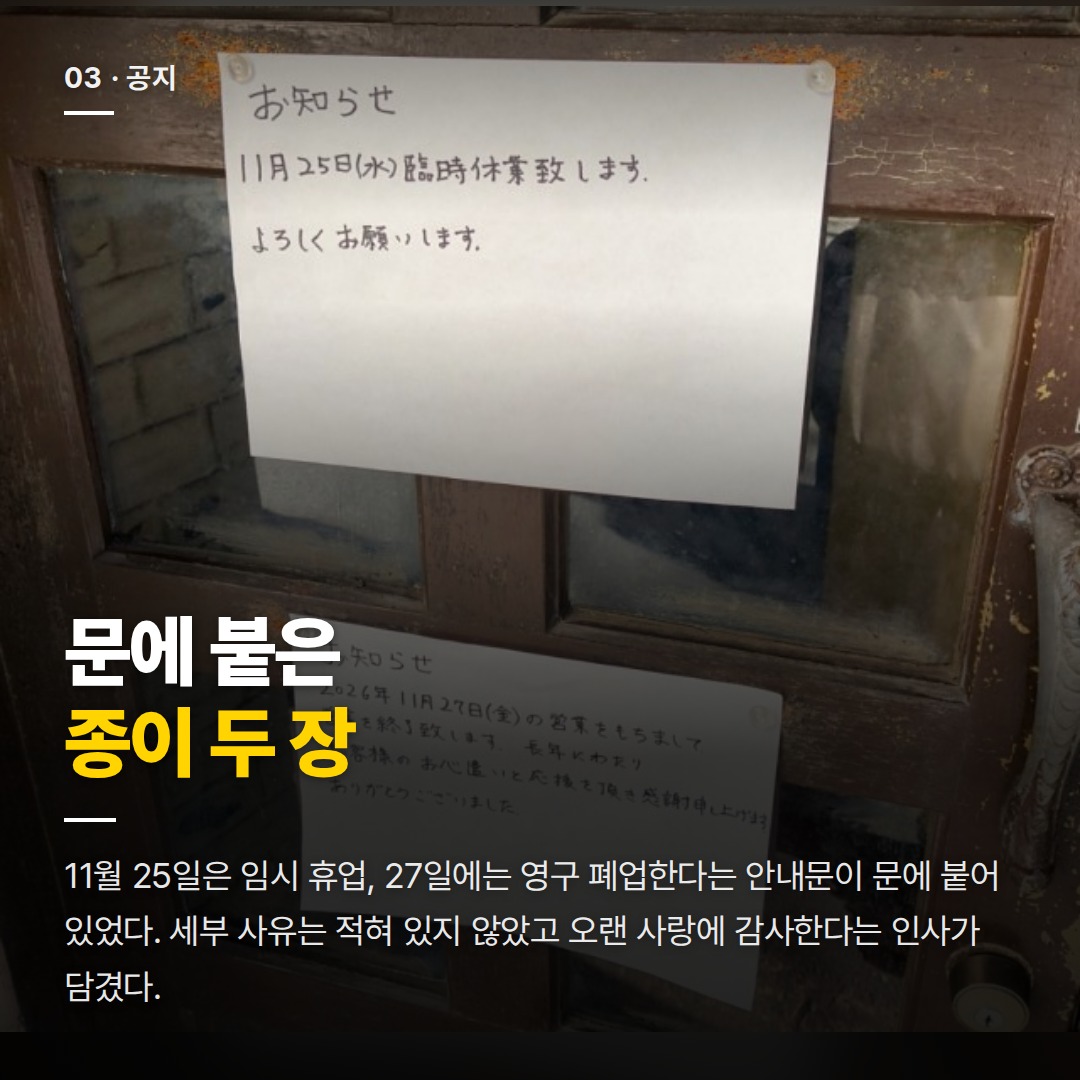 03 · 공지
お知らせ
11月25日(水)臨時休業致します.
よろしくお願いします.
문에 붙은
종이 두 장
お知らせ
2026年11月27日(金)の営業をもちまして
を終了致します. 長年にわたり
客様のお心遣いと応援を頂き感謝申し上げます
ありがとうございました
11월 25일은 임시 휴업, 27일에는 영구 폐업한다는 안내문이 문에 붙어
있었다. 세부 사유는 적혀 있지 않았고 오랜 사랑에 감사한다는 인사가
담겼다.